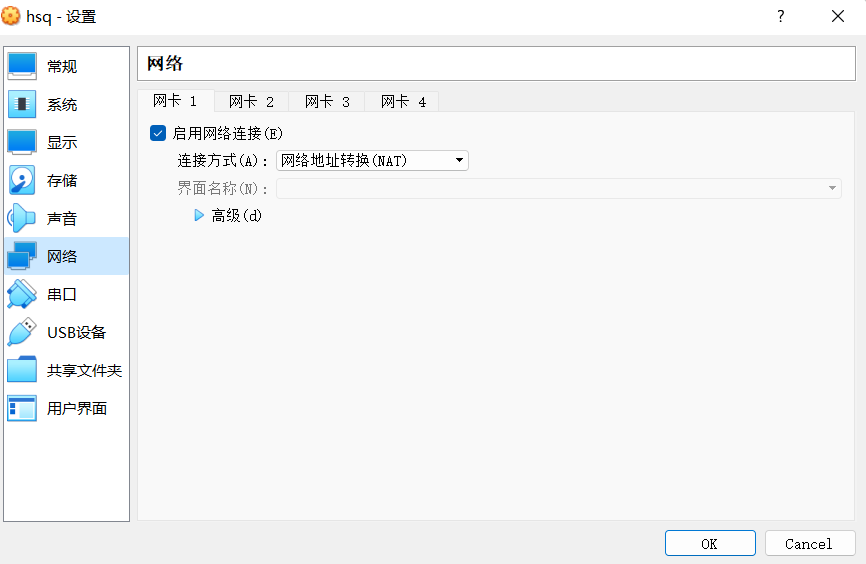 hsq - 设置
?
常规
系统
显示
存储
声音
网络
串口
USB设备
共享文件夹
用户界面
网络
网卡 1 网卡 2 网卡 3 网卡 4
启用网络连接(E)
连接方式(A): 网络地址转换(NAT)
界面名称(N):
高级(d)
OK Cancel